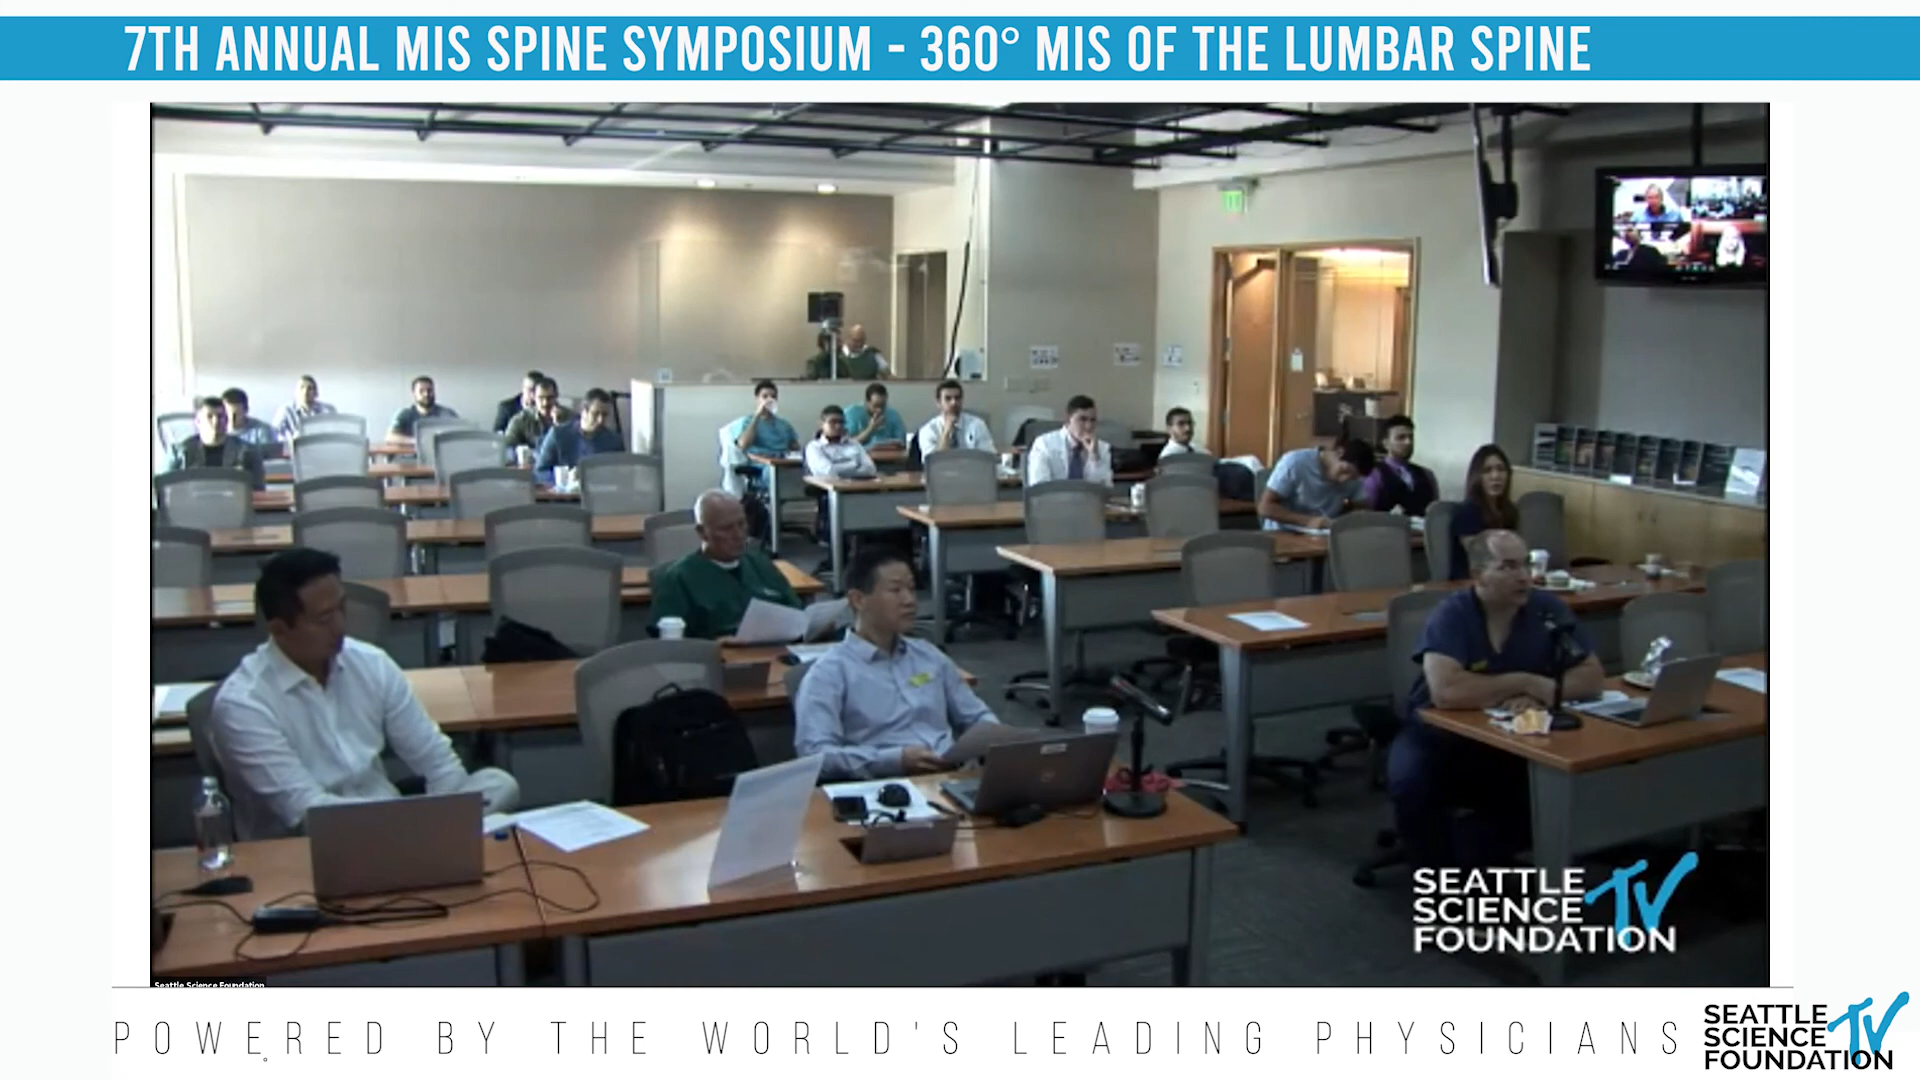 7TH ANNUAL MIS SPINE SYMPOSIUM - 360° MIS OF THE LUMBAR SPINE
SEATTLE
SCIENCE
FOUNDATION
TV
Seattle Science Foundation
POWERED BY THE WORLD'S LEADING PHYSICIANS
SEATTLE
SCIENCE
FOUNDATION
TV